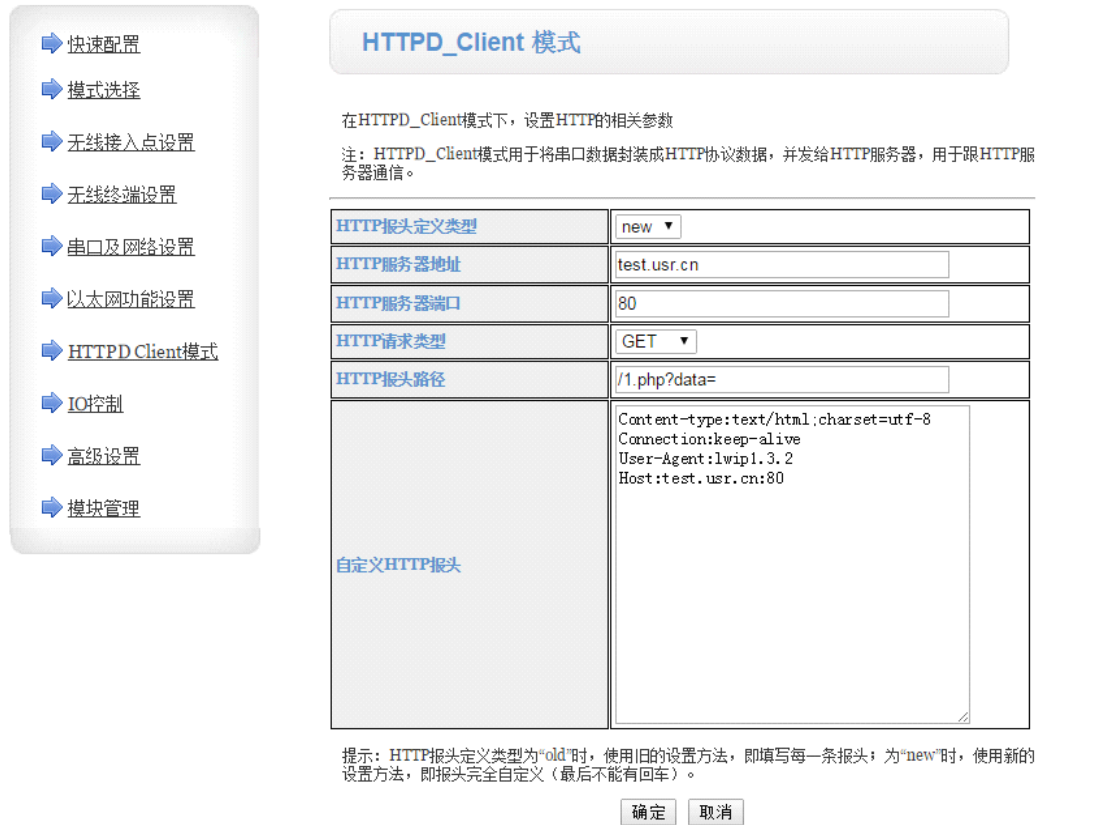 快速配置
模式选择
无线接入点设置
无线终端设置
串口及网络设置
以太网功能设置
HTTPD Client模式
IO控制
高级设置
模块管理
HTTPD_Client 模式
在HTTPD_Client模式下，设置HTTP的相关参数
注：HTTPD_Client模式用于将串口数据封装成HTTP协议数据，并发给HTTP服务器，用于跟HTTP服
务器通信。
HTTP报头定义类型 new
HTTP服务器地址 test.usr.cn
HTTP服务器端口 80
HTTP请求类型 GET
HTTP报头路径 /1.php?data=
自定义HTTP报头
Content-type:text/html;charset=utf-8
Connection:keep-alive
User-Agent:lwip1.3.2
Host:test.usr.cn:80
提示：HTTP报头定义类型为“old”时，使用旧的设置方法，即填写每一条报头；为“new”时，使用新的
设置方法，即报头完全自定义（最后不能有回车）。
确定 取消